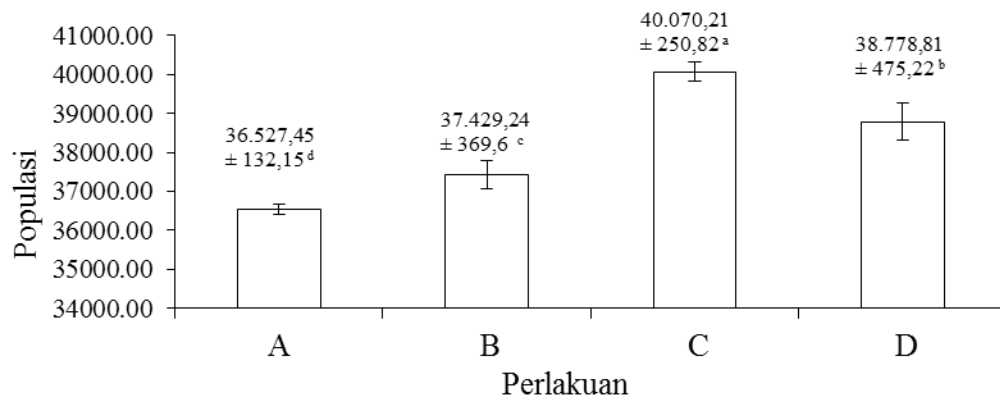 40.070,21
± 250,82 ᵃ
38.778,81
± 475,22 ᵇ
37.429,24
± 369,6 ᶜ
36.527,45
± 132,15 ᵈ
41000.00
40000.00
39000.00
38000.00
37000.00
36000.00
35000.00
34000.00
Populasi
A B C D
Perlakuan